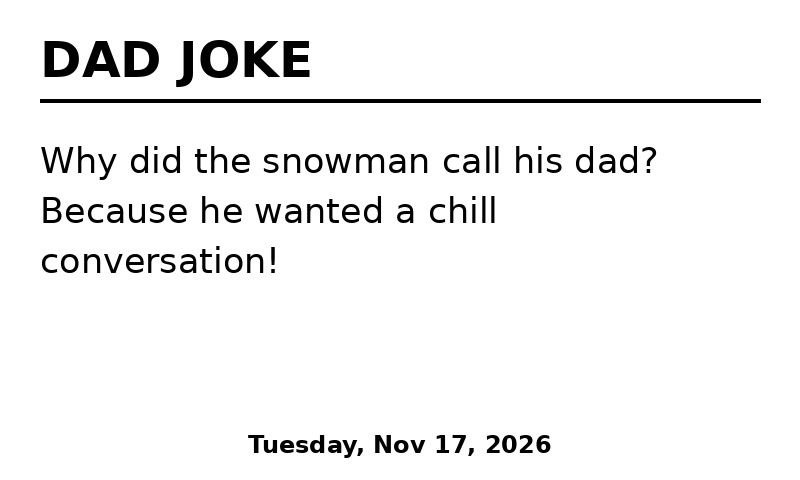 DAD JOKE
Why did the snowman call his dad?
Because he wanted a chill
conversation!
Tuesday, Nov 17, 2026